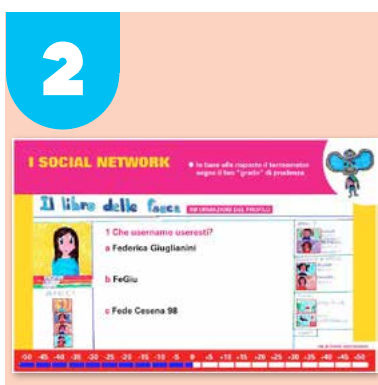 2
I SOCIAL NETWORK
In base alle risposte il termometro
segna il tuo "grado" di prudenza
Il libro delle facce
INFORMAZIONI DEL PROFILO
1 Che username useresti?
a Federica Giuglianini
b FeGiu
c Fede Cesena 98
-50 -45 -40 -35 -30 -25 -20 -15 -10 -5 0 +5 +10 +15 +20 +25 +30 +35 +40 +45 +50